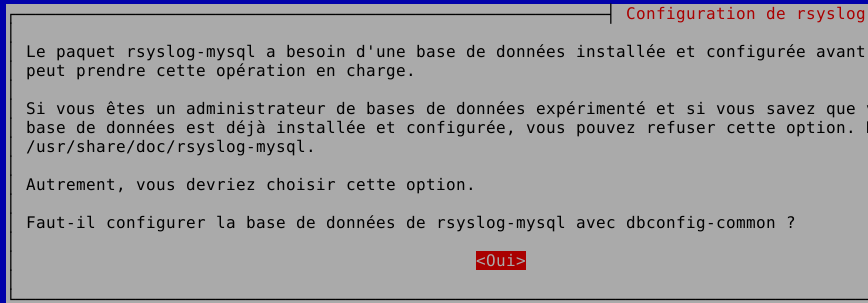 Configuration de rsyslog
Le paquet rsyslog-mysql a besoin d'une base de données installée et configurée avant
peut prendre cette opération en charge.
Si vous êtes un administrateur de bases de données expérimenté et si vous savez que
base de données est déjà installée et configurée, vous pouvez refuser cette option.
/usr/share/doc/rsyslog-mysql.
Autrement, vous devriez choisir cette option.
Faut-il configurer la base de données de rsyslog-mysql avec dbconfig-common ?
<Oui>